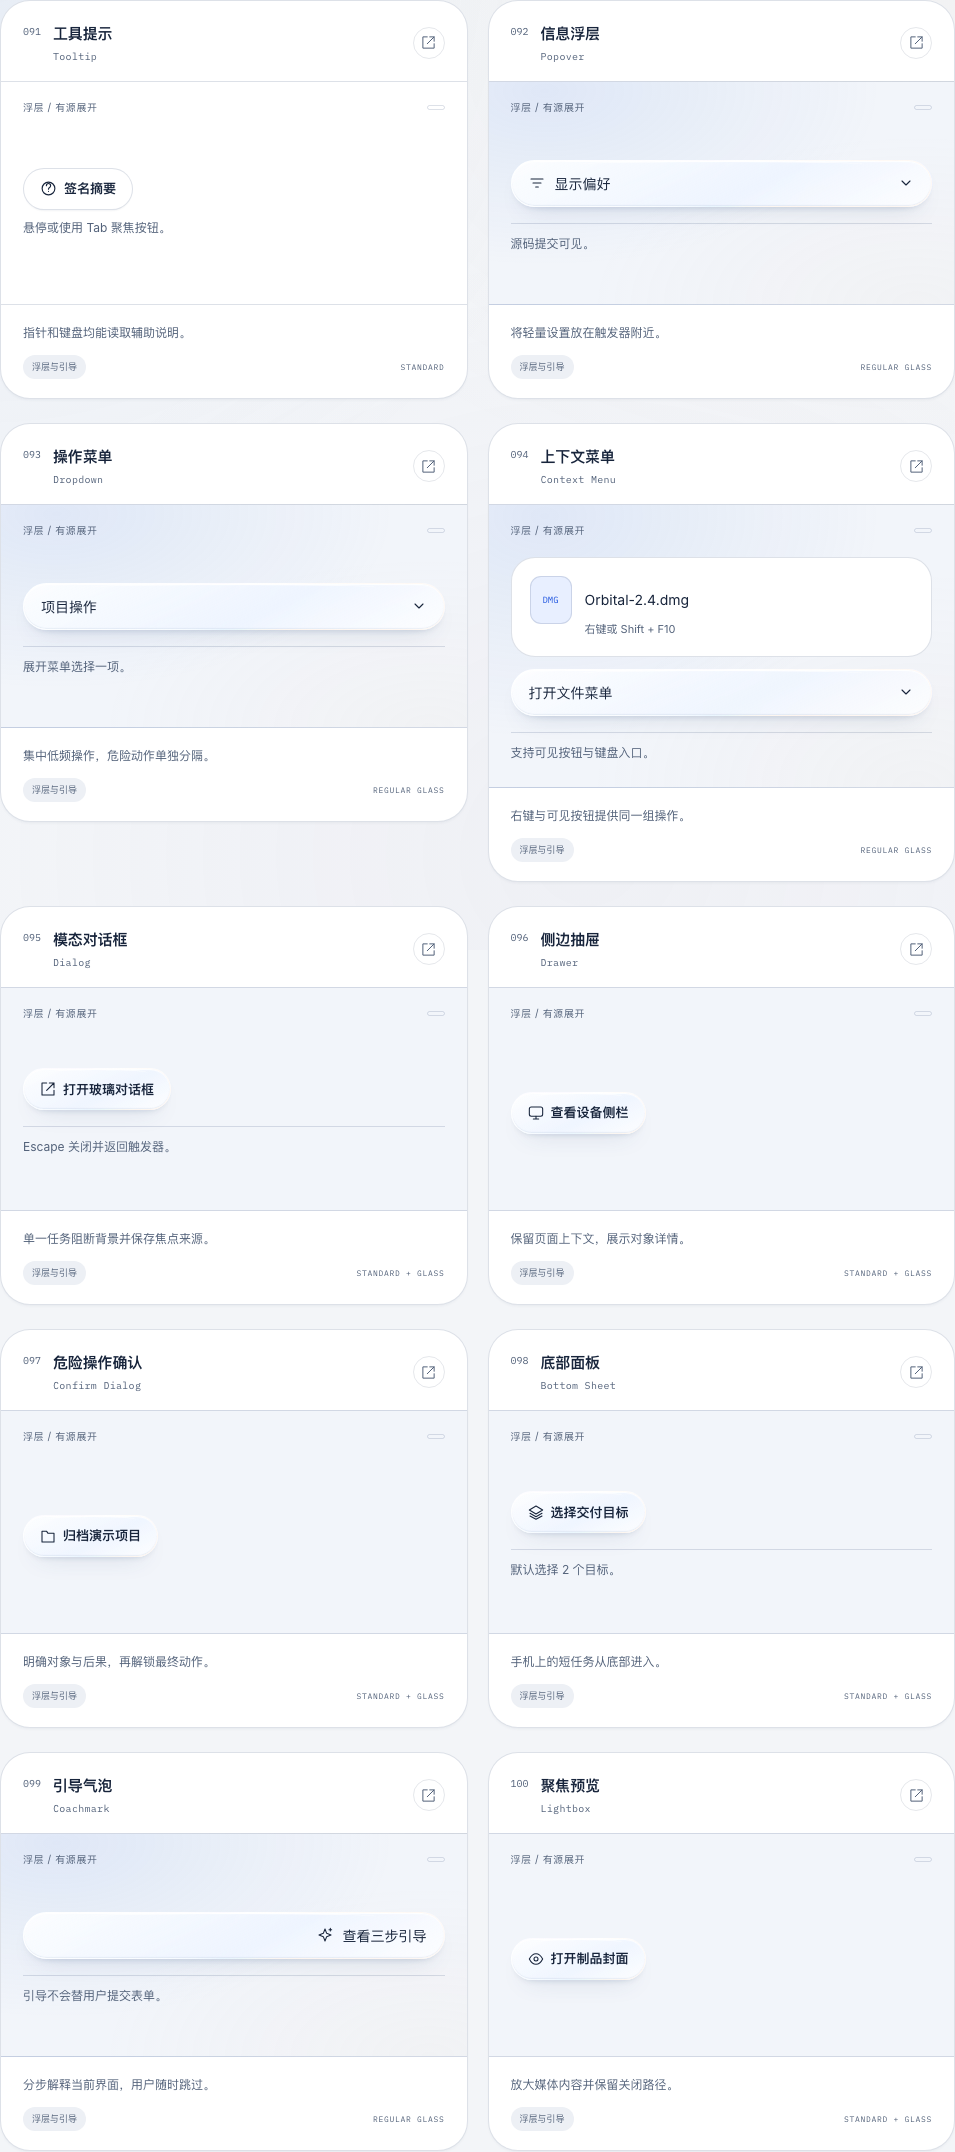 091 工具提示
Tooltip
浮层 / 有源展开
签名摘要
悬停或使用 Tab 聚焦按钮。
指针和键盘均能读取辅助说明。
浮层与引导
STANDARD
092 信息浮层
Popover
浮层 / 有源展开
显示偏好
源码提交可见。
将轻量设置放在触发器附近。
浮层与引导
REGULAR GLASS
093 操作菜单
Dropdown
浮层 / 有源展开
项目操作
展开菜单选择一项。
集中低频操作，危险动作单独分隔。
浮层与引导
REGULAR GLASS
094 上下文菜单
Context Menu
浮层 / 有源展开
DMG
Orbital-2.4.dmg
右键或 Shift + F10
打开文件菜单
支持可见按钮与键盘入口。
右键与可见按钮提供同一组操作。
浮层与引导
REGULAR GLASS
095 模态对话框
Dialog
浮层 / 有源展开
打开玻璃对话框
Escape 关闭并返回触发器。
单一任务阻断背景并保存焦点来源。
浮层与引导
STANDARD + GLASS
096 侧边抽屉
Drawer
浮层 / 有源展开
查看设备侧栏
保留页面上下文，展示对象详情。
浮层与引导
STANDARD + GLASS
097 危险操作确认
Confirm Dialog
浮层 / 有源展开
归档演示项目
明确对象与后果，再解锁最终动作。
浮层与引导
STANDARD + GLASS
098 底部面板
Bottom Sheet
浮层 / 有源展开
选择交付目标
默认选择 2 个目标。
手机上的短任务从底部进入。
浮层与引导
STANDARD + GLASS
099 引导气泡
Coachmark
浮层 / 有源展开
查看三步引导
引导不会替用户提交表单。
分步解释当前界面，用户随时跳过。
浮层与引导
REGULAR GLASS
100 聚焦预览
Lightbox
浮层 / 有源展开
打开制品封面
放大媒体内容并保留关闭路径。
浮层与引导
STANDARD + GLASS